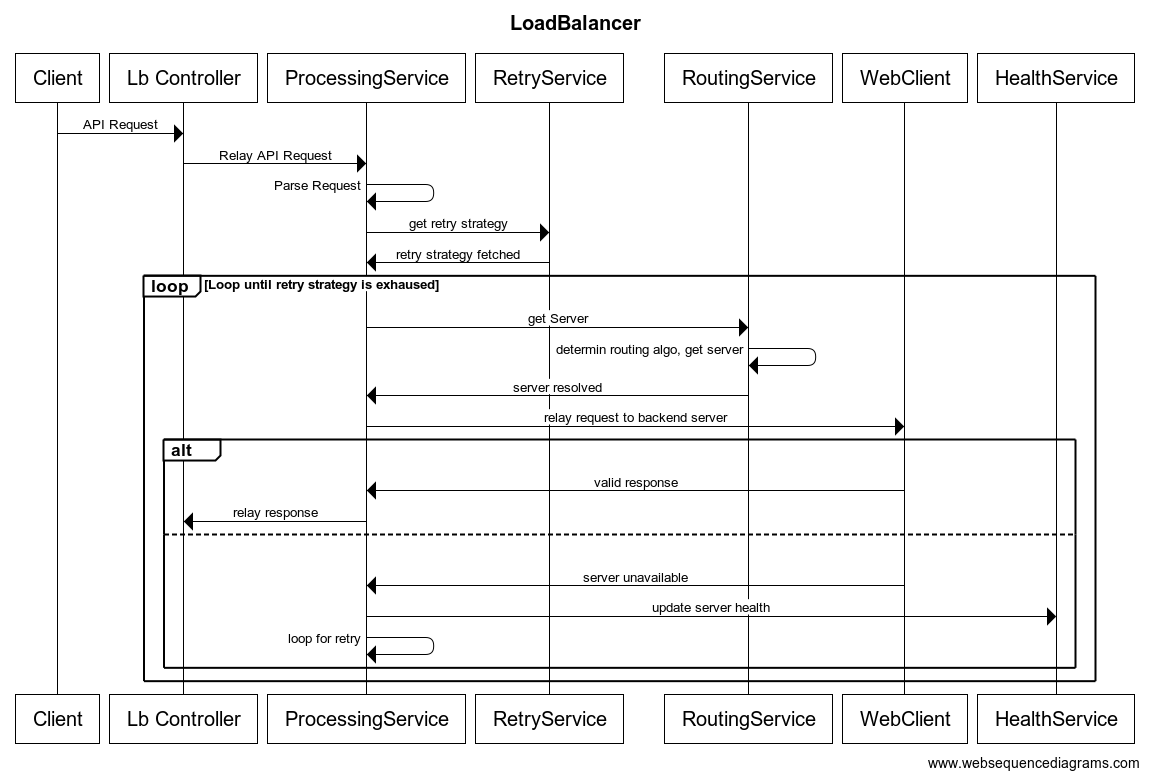 LoadBalancer
Client
Lb Controller
ProcessingService
RetryService
RoutingService
WebClient
HealthService
API Request
Relay API Request
Parse Request
get retry strategy
retry strategy fetched
loop
[Loop until retry strategy is exhaused]
get Server
determin routing algo, get server
server resolved
relay request to backend server
alt
valid response
relay response
server unavailable
update server health
loop for retry
Client
Lb Controller
ProcessingService
RetryService
RoutingService
WebClient
HealthService
www.websequencediagrams.com